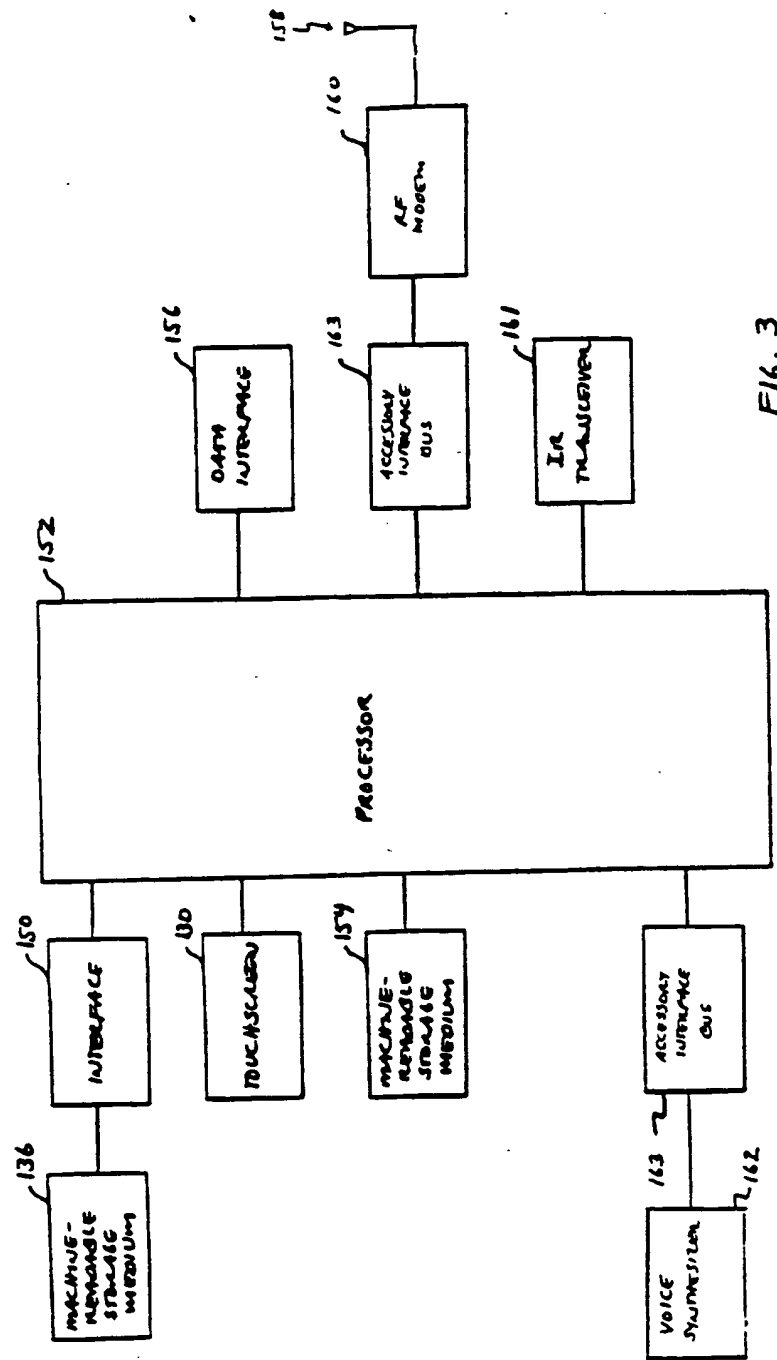 136
MACHINE-
READABLE
STORAGE
MEDIUM
150
INTERFACE
130
TOUCHSCREEN
154
MACHINE-
READABLE
STORAGE
MEDIUM
VOICE
SYNTHESIZER
162
163
ACCESSORY
INTERFACE
BUS
152
PROCESSOR
156
DATA
INTERFACE
163
ACCESSORY
INTERFACE
BUS
160
RF
MODEM
158
161
IR
TRANSCEIVER
FIG. 3